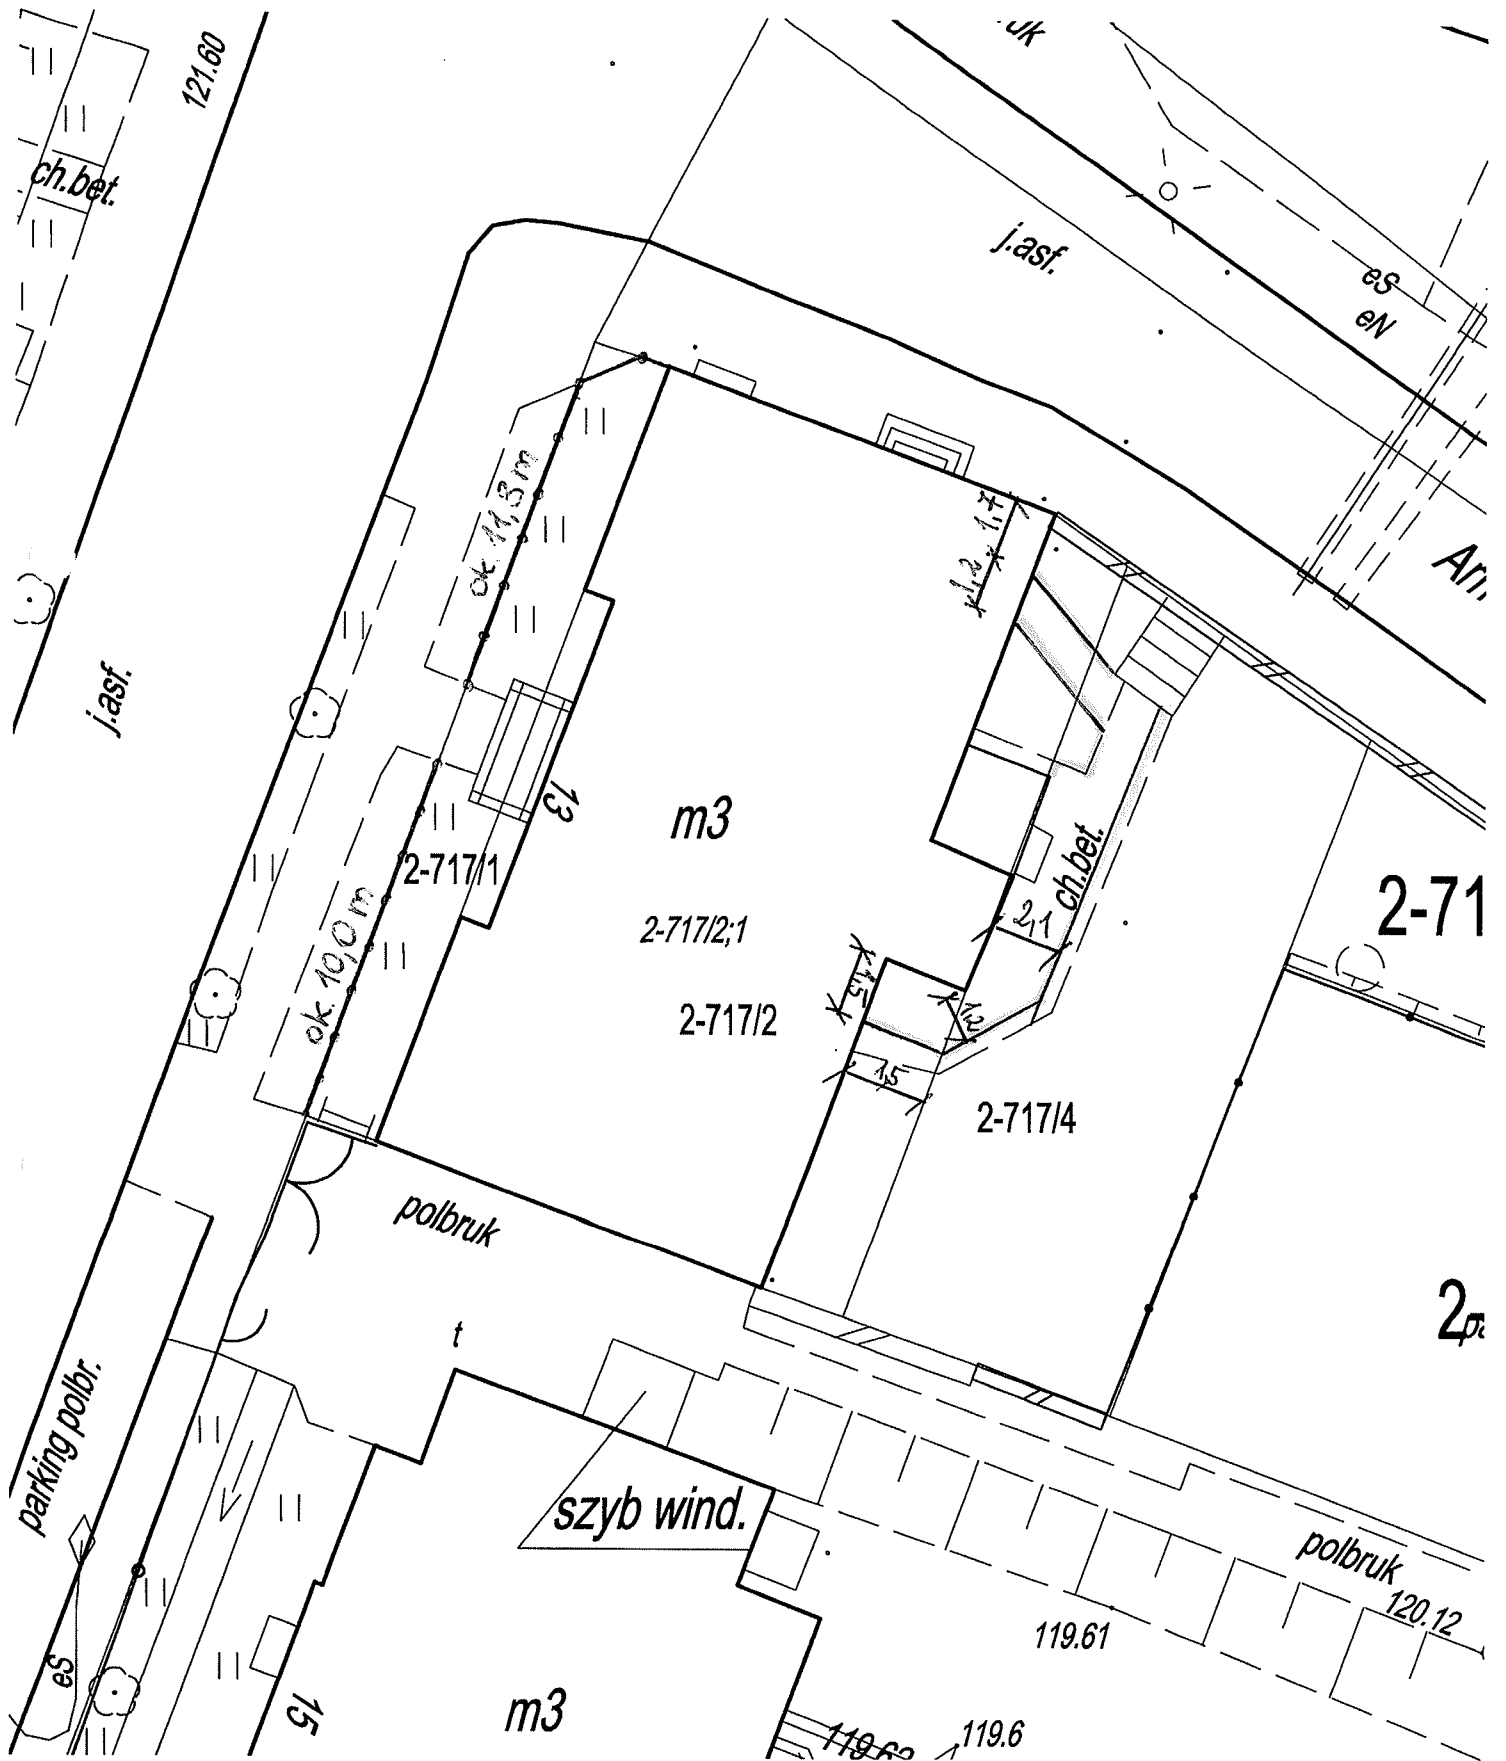 121.60
ch.bet.
j.asf.
eS
eN
ok. 11,8 m
1,7
1,2
j.asf.
13
m3
ch.bet.
2-717/1
2-71
2-717/2;1
2,1
ok. 10,0 m
1,5
1,2
2-717/2
1,5
2-717/4
polbruk
t
parking polbr.
szyb wind.
polbruk
120.12
119.61
eS
15
m3
119.6